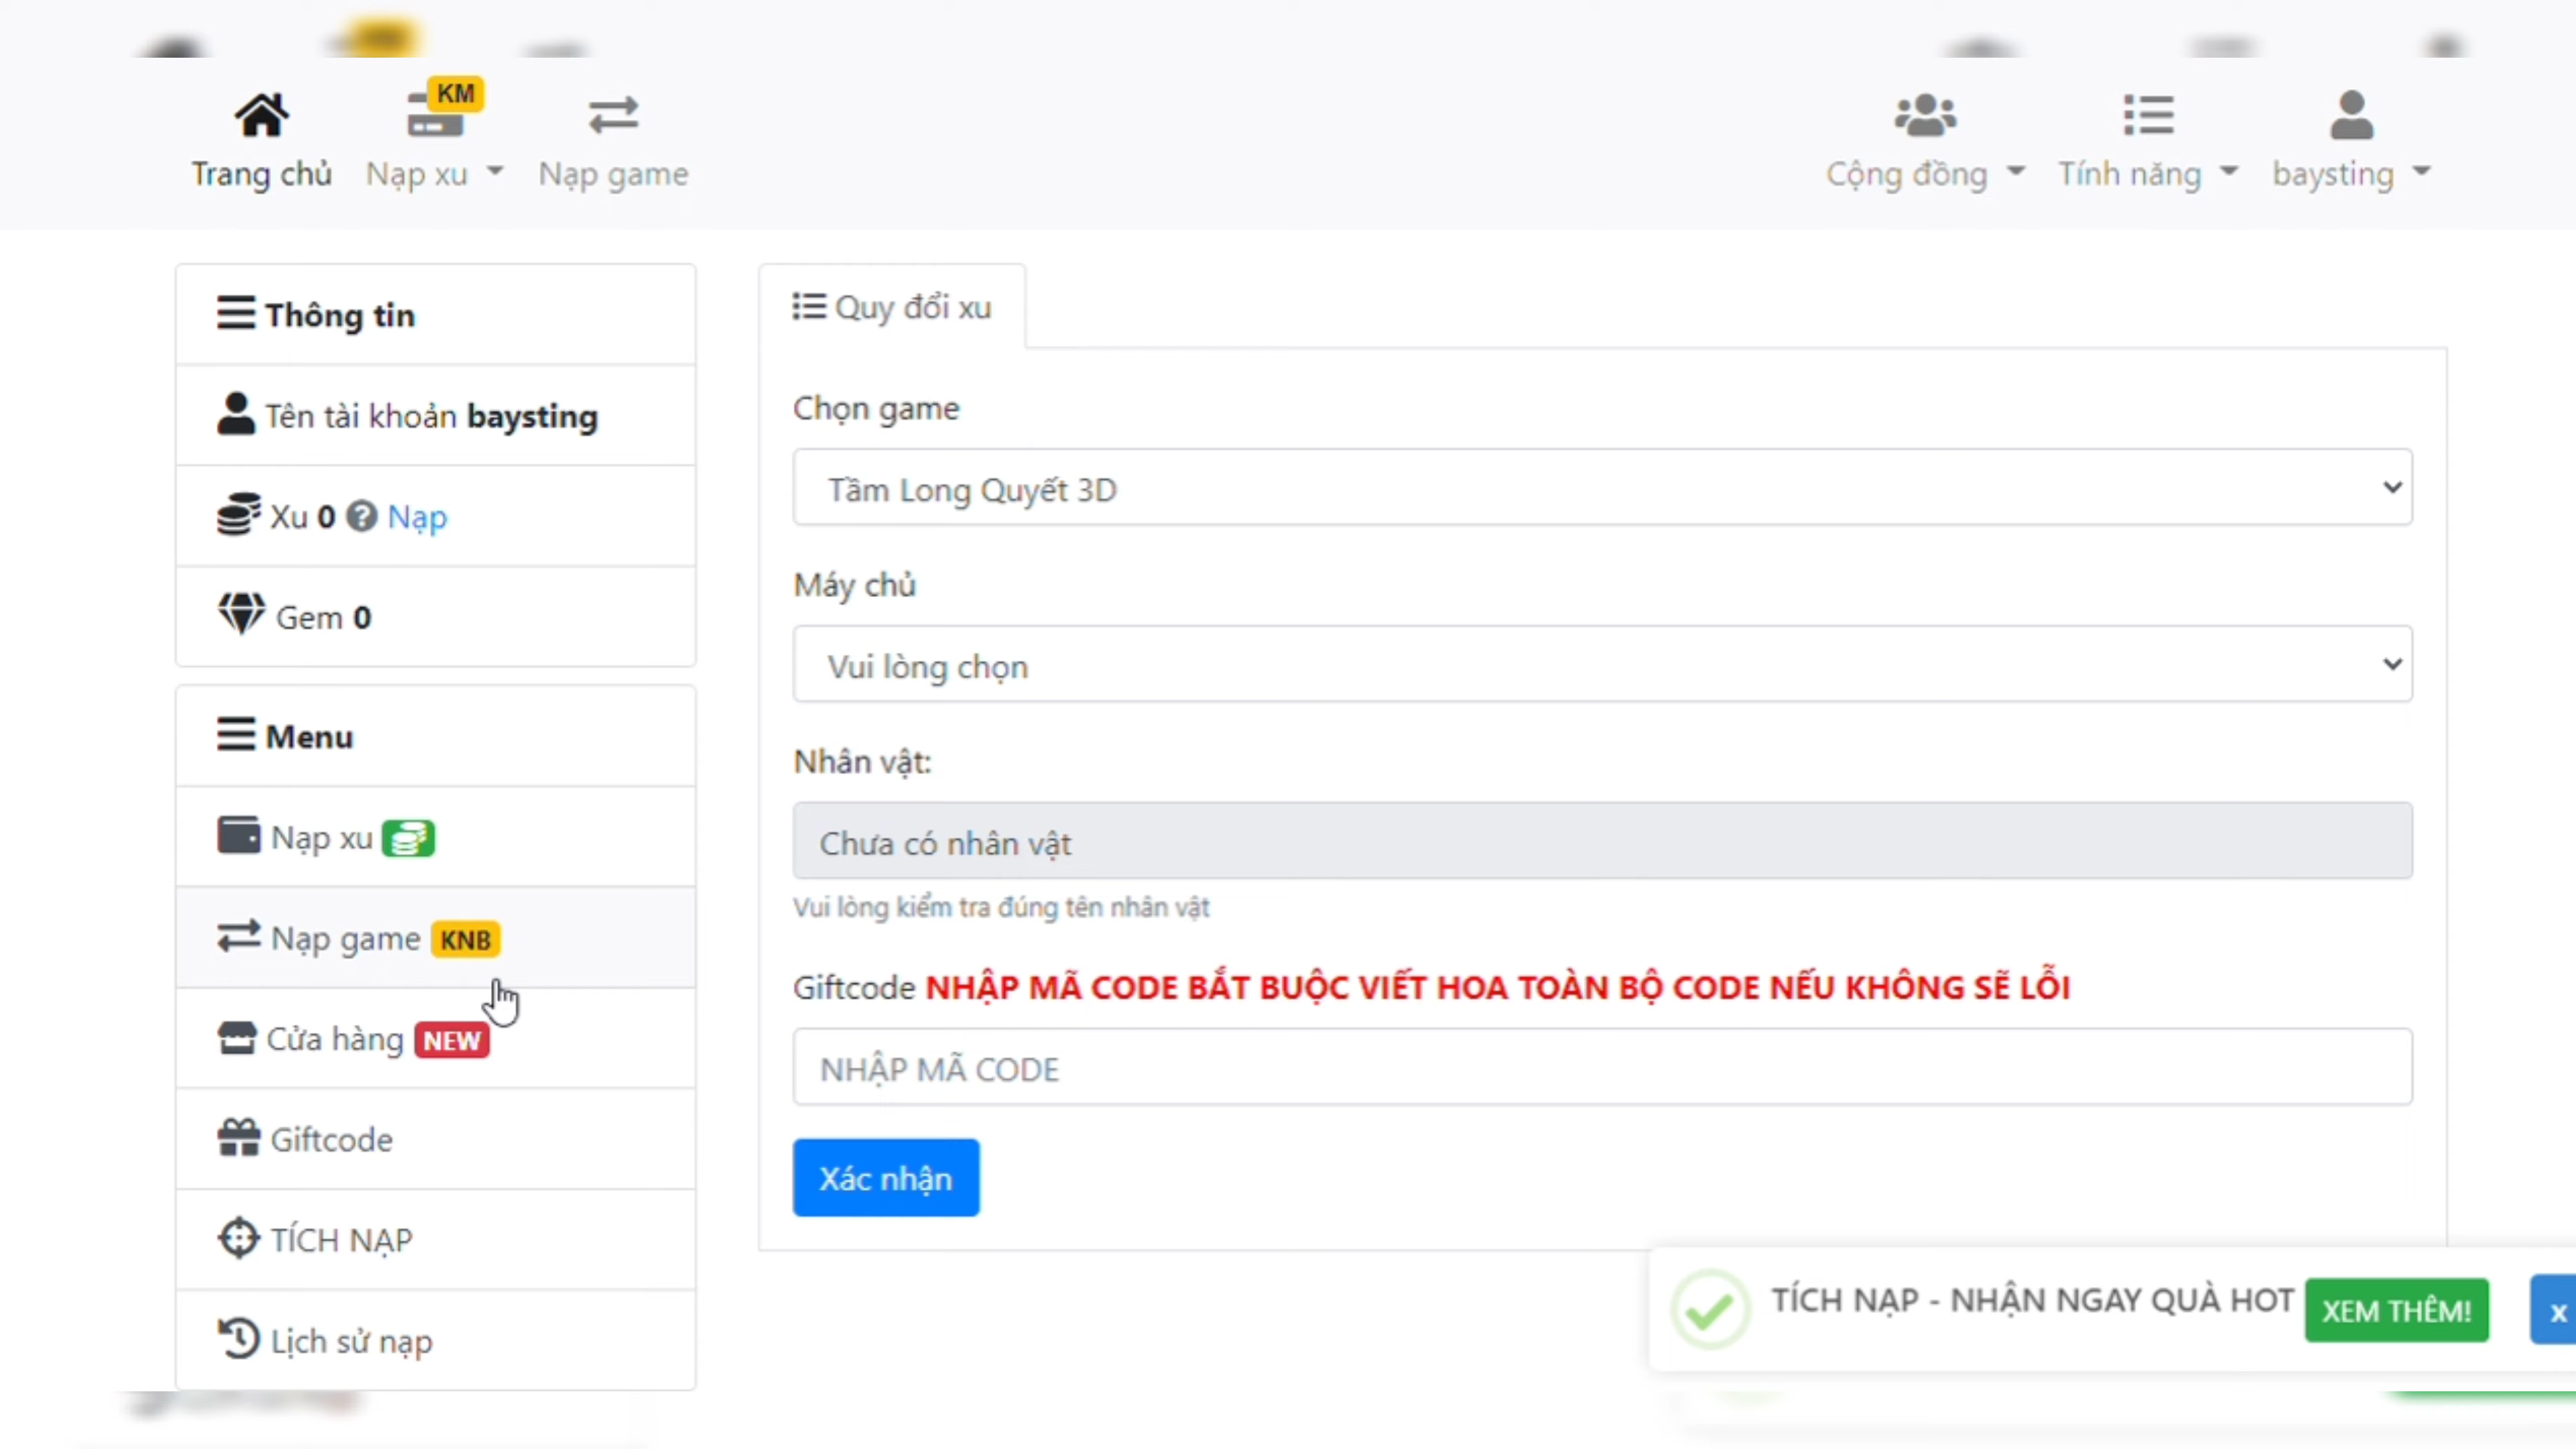 KM
Trang chủ
Nạp xu
Nạp game
Cộng đồng
Tính năng
baysting
Thông tin
Tên tài khoản baysting
Xu 0 ? Nạp
Gem 0
Menu
Nạp xu
Nạp game KNB
Cửa hàng NEW
Giftcode
TÍCH NẠP
Lịch sử nạp
Quy đổi xu
Chọn game
Tầm Long Quyết 3D
Máy chủ
Vui lòng chọn
Nhân vật:
Chưa có nhân vật
Vui lòng kiểm tra đúng tên nhân vật
Giftcode NHẬP MÃ CODE BẮT BUỘC VIẾT HOA TOÀN BỘ CODE NẾU KHÔNG SẼ LỖI
NHẬP MÃ CODE
Xác nhận
TÍCH NẠP - NHẬN NGAY QUÀ HOT XEM THÊM! x